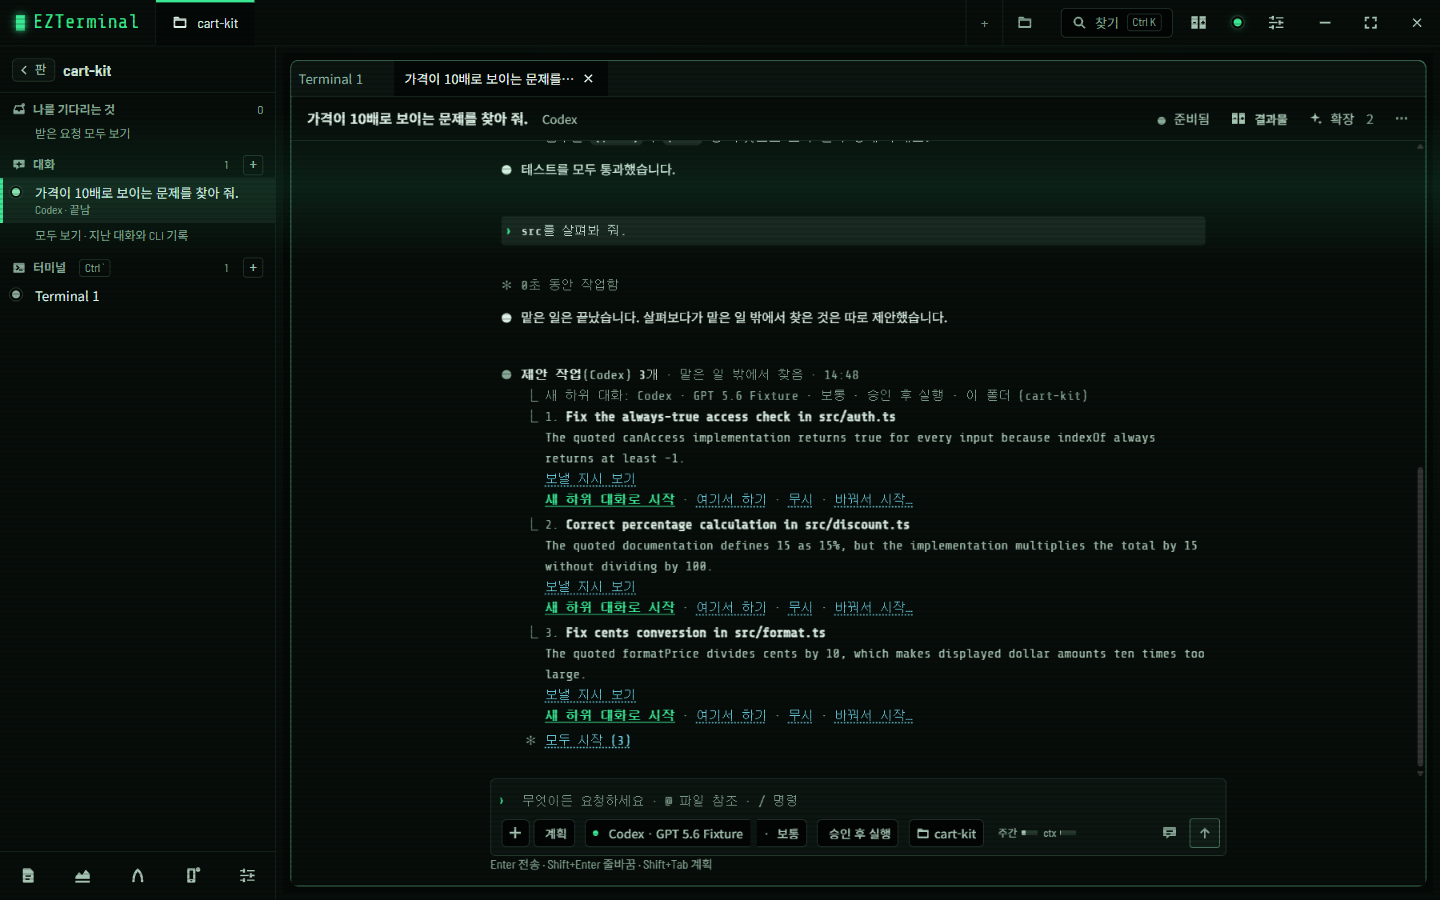 EZTerminal
cart-kit
+
찾기 Ctrl K
판 cart-kit
나를 기다리는 것 0
받은 요청 모두 보기
대화 1 +
가격이 10배로 보이는 문제를 찾아 줘.
Codex · 끝남
모두 보기 · 지난 대화와 CLI 기록
터미널 Ctrl` 1 +
Terminal 1
Terminal 1
가격이 10배로 보이는 문제를… ✕
가격이 10배로 보이는 문제를 찾아 줘. Codex
준비됨 결과물 확장 2 ···
테스트를 모두 통과했습니다.
› src를 살펴봐 줘.
✻ 0초 동안 작업함
맡은 일은 끝났습니다. 살펴보다가 맡은 일 밖에서 찾은 것은 따로 제안했습니다.
제안 작업(Codex) 3개 · 맡은 일 밖에서 찾음 · 14:48
⎿ 새 하위 대화: Codex · GPT 5.6 Fixture · 보통 · 승인 후 실행 · 이 폴더 (cart-kit)
⎿ 1. Fix the always-true access check in src/auth.ts
The quoted canAccess implementation returns true for every input because indexOf always
returns at least -1.
보낼 지시 보기
새 하위 대화로 시작 · 여기서 하기 · 무시 · 바꿔서 시작…
⎿ 2. Correct percentage calculation in src/discount.ts
The quoted documentation defines 15 as 15%, but the implementation multiplies the total by 15
without dividing by 100.
보낼 지시 보기
새 하위 대화로 시작 · 여기서 하기 · 무시 · 바꿔서 시작…
⎿ 3. Fix cents conversion in src/format.ts
The quoted formatPrice divides cents by 10, which makes displayed dollar amounts ten times too
large.
보낼 지시 보기
새 하위 대화로 시작 · 여기서 하기 · 무시 · 바꿔서 시작…
✻ 모두 시작 (3)
› 무엇이든 요청하세요 · @ 파일 참조 · / 명령
+ 계획 Codex · GPT 5.6 Fixture · 보통 승인 후 실행 cart-kit 주간 ctx
Enter 전송 · Shift+Enter 줄바꿈 · Shift+Tab 계획